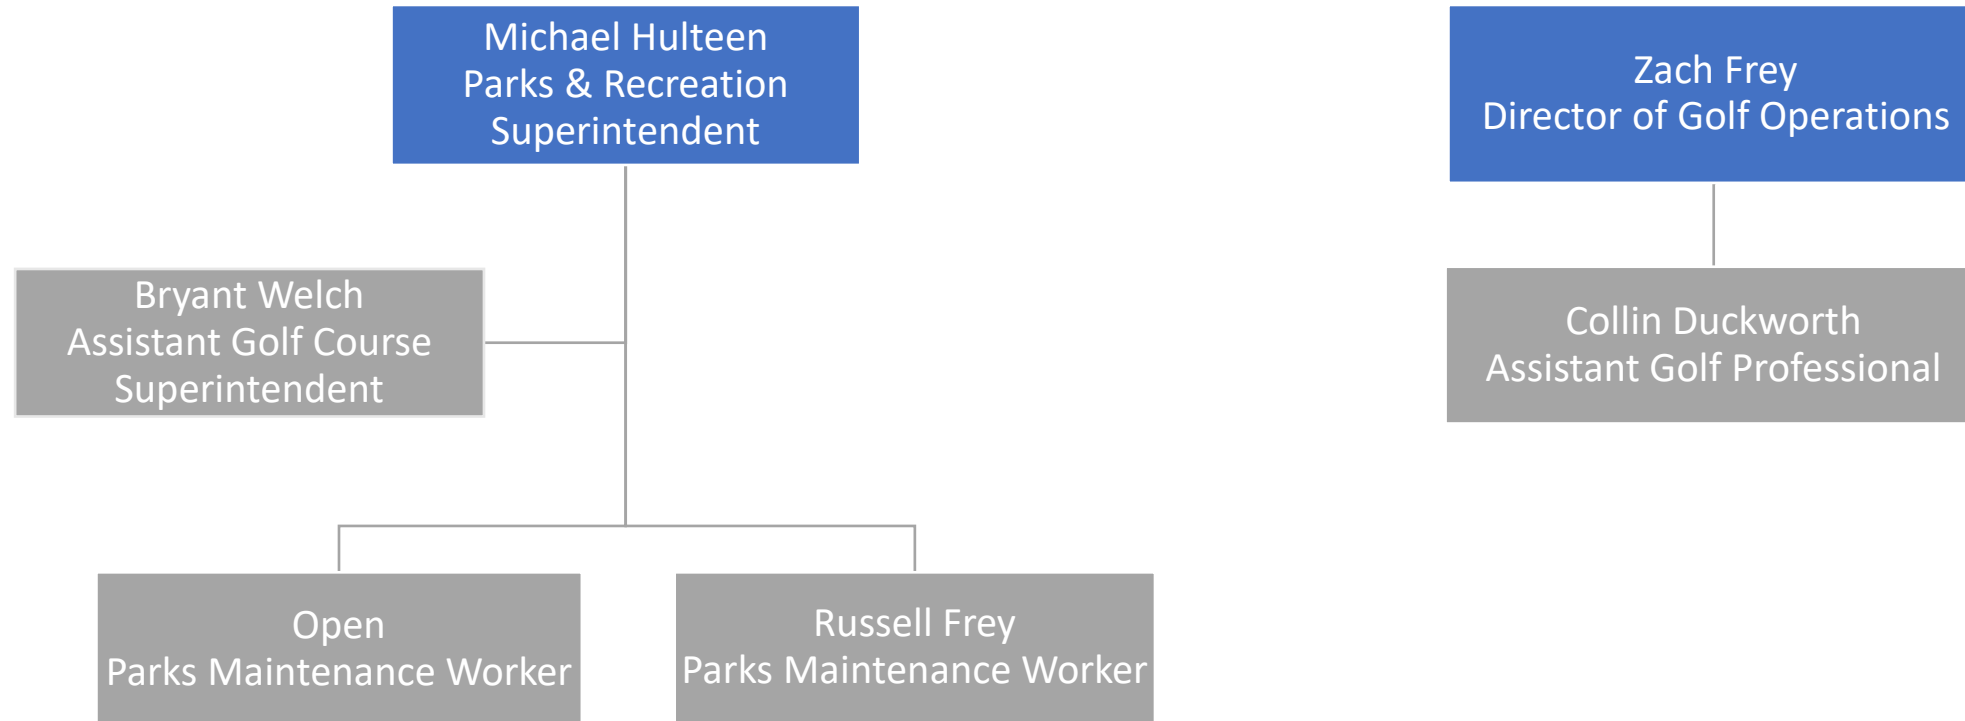 Michael Hulteen
Parks & Recreation
Superintendent
Zach Frey
Director of Golf Operations
Bryant Welch
Assistant Golf Course
Superintendent
Collin Duckworth
Assistant Golf Professional
Open
Parks Maintenance Worker
Russell Frey
Parks Maintenance Worker